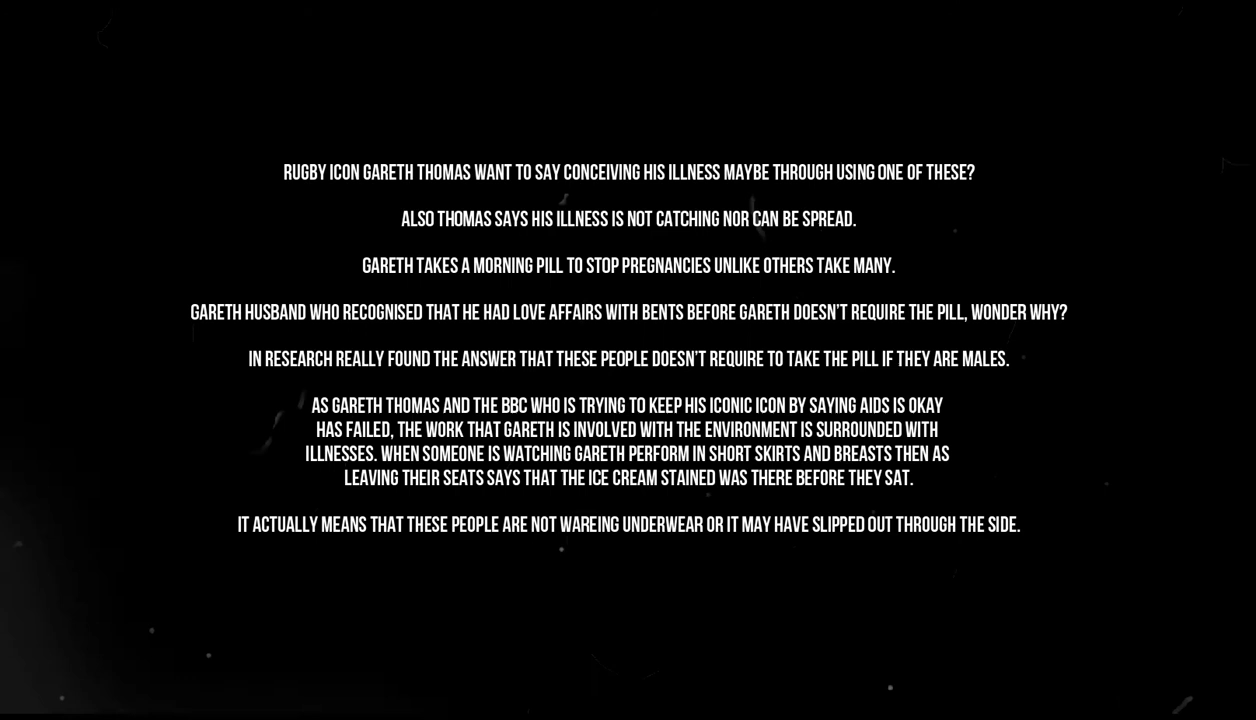 RUGBY ICON GARETH THOMAS WANT TO SAY CONCEIVING HIS ILLNESS MAYBE THROUGH USING ONE OF THESE?
ALSO THOMAS SAYS HIS ILLNESS IS NOT CATCHING NOR CAN BE SPREAD.
GARETH TAKES A MORNING PILL TO STOP PREGNANCIES UNLIKE OTHERS TAKE MANY.
GARETH HUSBAND WHO RECOGNISED THAT HE HAD LOVE AFFAIRS WITH BENTS BEFORE GARETH DOESN'T REQUIRE THE PILL, WONDER WHY?
IN RESEARCH REALLY FOUND THE ANSWER THAT THESE PEOPLE DOESN'T REQUIRE TO TAKE THE PILL IF THEY ARE MALES.
AS GARETH THOMAS AND THE BBC WHO IS TRYING TO KEEP HIS ICONIC ICON BY SAYING AIDS IS OKAY
HAS FAILED, THE WORK THAT GARETH IS INVOLVED WITH THE ENVIRONMENT IS SURROUNDED WITH
ILLNESSES. WHEN SOMEONE IS WATCHING GARETH PERFORM IN SHORT SKIRTS AND BREASTS THEN AS
LEAVING THEIR SEATS SAYS THAT THE ICE CREAM STAINED WAS THERE BEFORE THEY SAT.
IT ACTUALLY MEANS THAT THESE PEOPLE ARE NOT WAREING UNDERWEAR OR IT MAY HAVE SLIPPED OUT THROUGH THE SIDE.